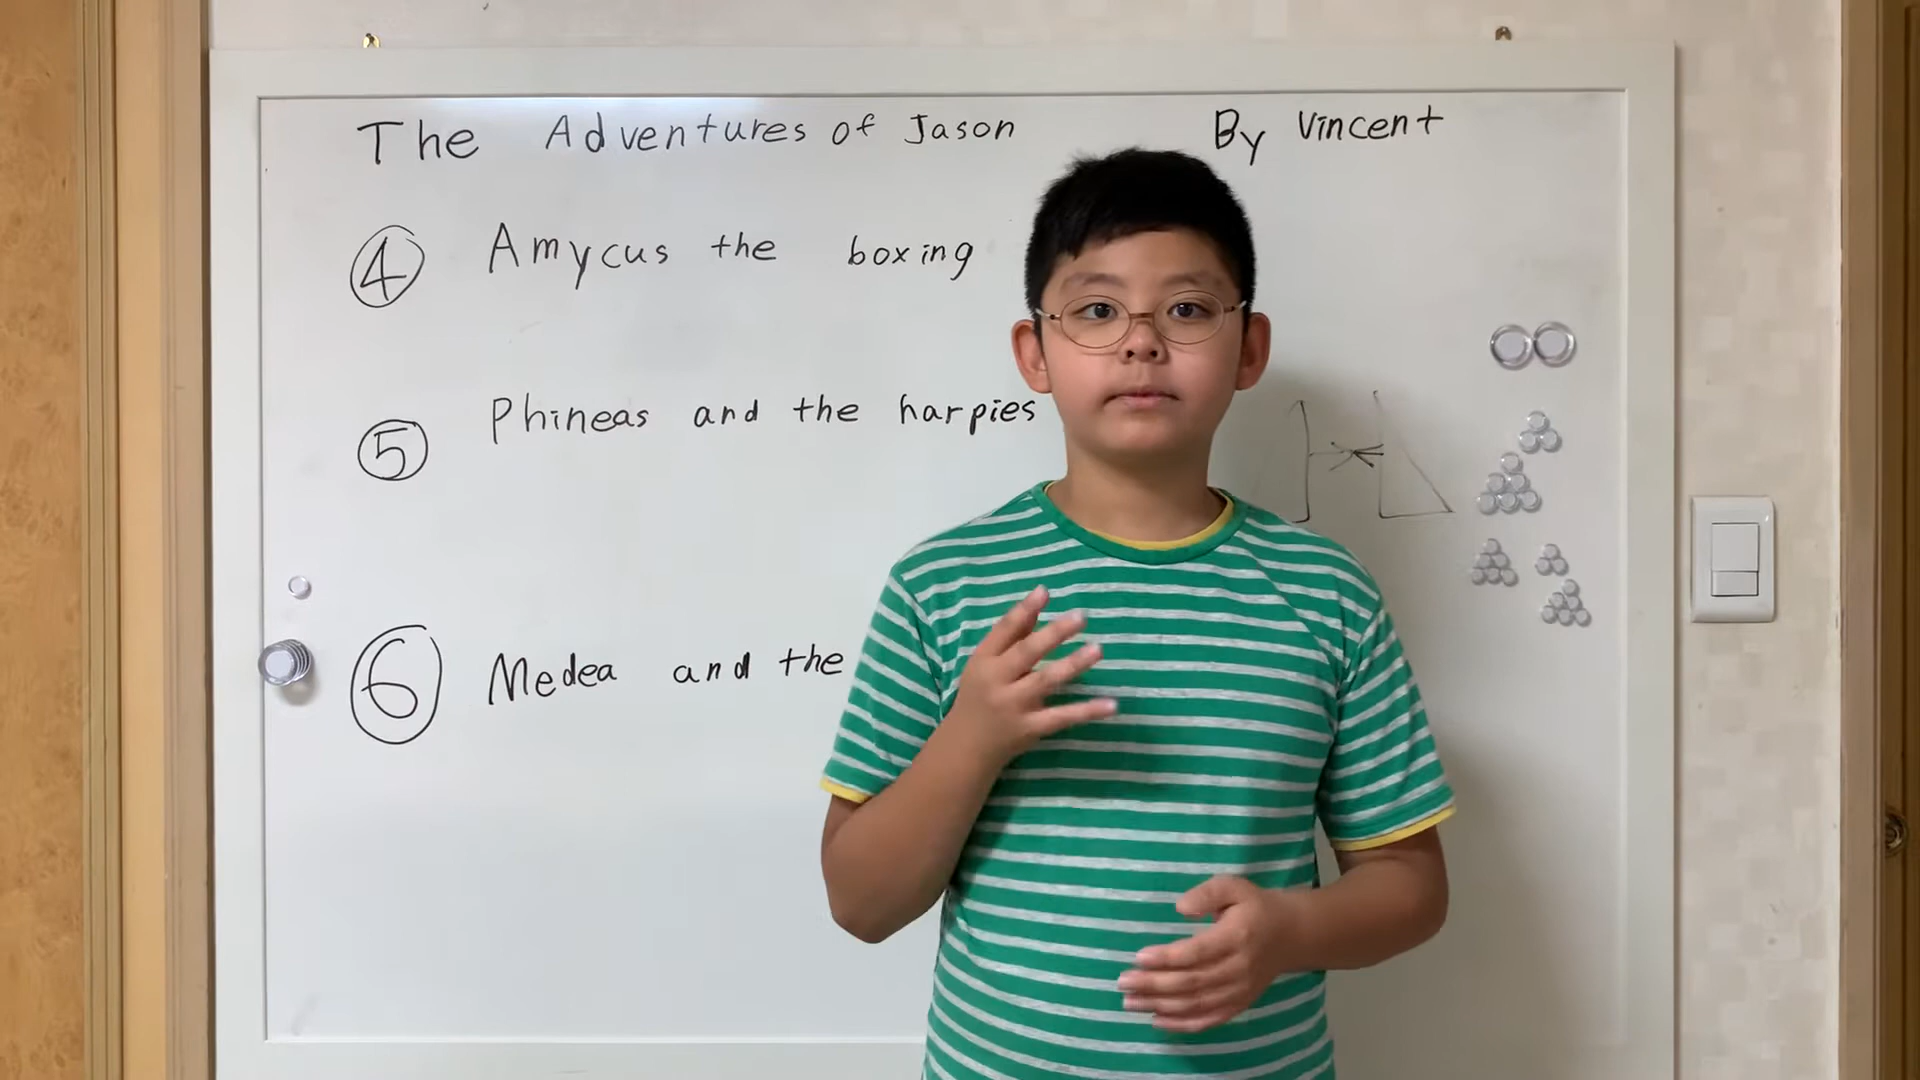 The Adventures of Jason By Vincent
4 Amycus the boxing
5 Phineas and the harpies
6 Medea and the